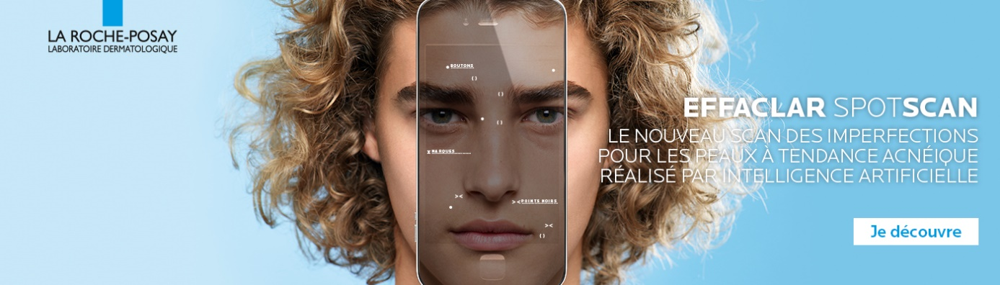 LA ROCHE-POSAY
LABORATOIRE DERMATOLOGIQUE
BOUTONS
MARQUES
POINTS NOIRS
EFFACLAR SPOTSCAN
LE NOUVEAU SCAN DES IMPERFECTIONS
POUR LES PEAUX À TENDANCE ACNÉIQUE
RÉALISÉ PAR INTELLIGENCE ARTIFICIELLE
Je découvre